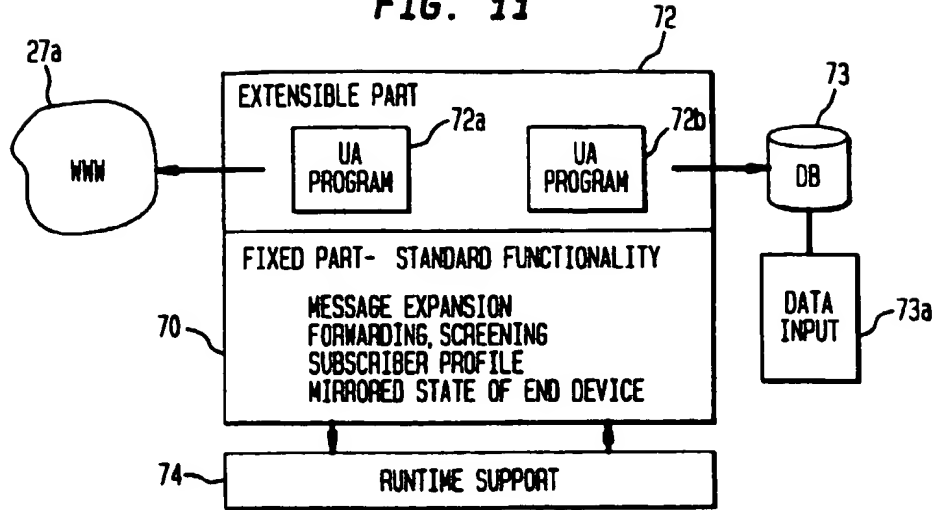 FIG. 11
72
27a
73
EXTENSIBLE PART
72a
72b
WWW
UA
PROGRAM
UA
PROGRAM
DB
FIXED PART- STANDARD FUNCTIONALITY
MESSAGE EXPANSION
FORWARDING, SCREENING
SUBSCRIBER PROFILE
MIRRORED STATE OF END DEVICE
70
DATA
INPUT
73a
74
RUNTIME SUPPORT